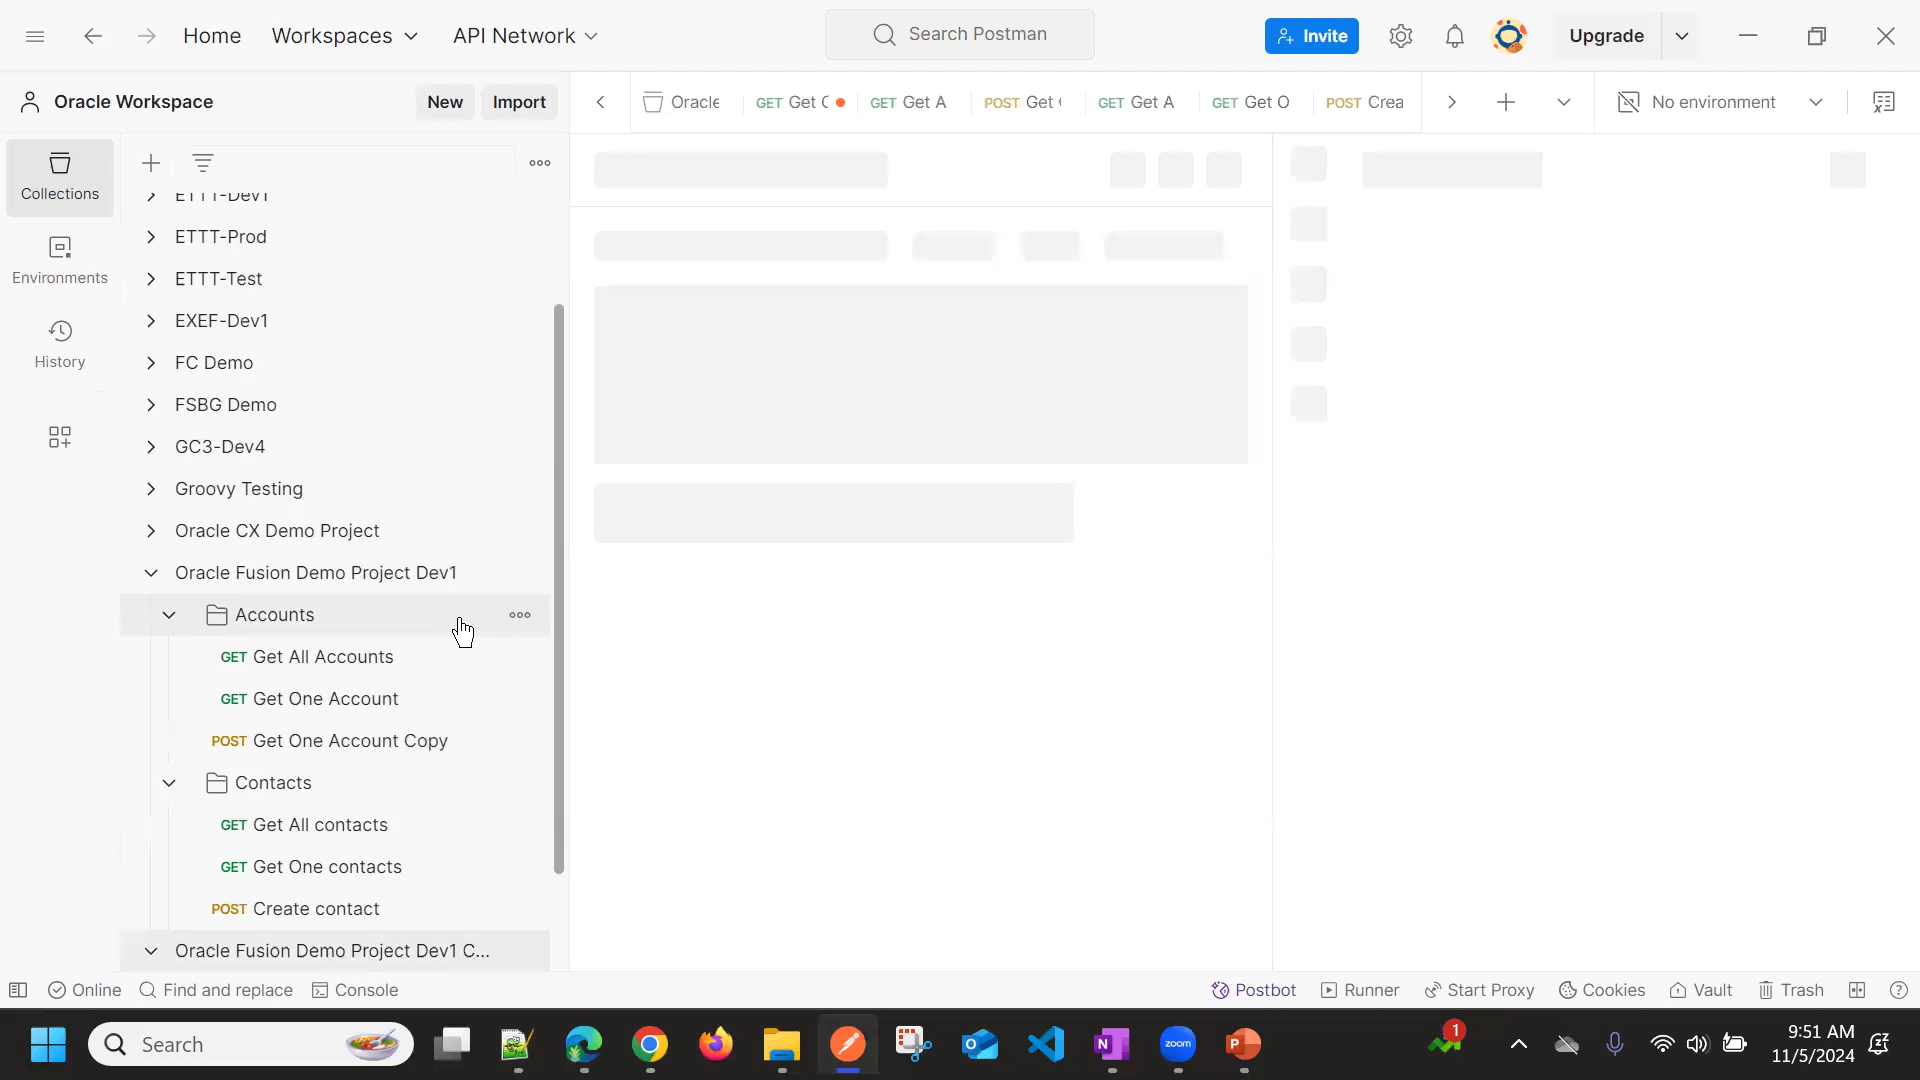 Home
Workspaces
API Network
Search Postman
Invite
Upgrade
Oracle Workspace
New
Import
Oracle
GET Get C
GET Get A
POST Get
GET Get A
GET Get O
POST Crea
No environment
Collections
Environments
History
ETTT-Dev1
ETTT-Prod
ETTT-Test
EXEF-Dev1
FC Demo
FSBG Demo
GC3-Dev4
Groovy Testing
Oracle CX Demo Project
Oracle Fusion Demo Project Dev1
Accounts
GET Get All Accounts
GET Get One Account
POST Get One Account Copy
Contacts
GET Get All contacts
GET Get One contacts
POST Create contact
Oracle Fusion Demo Project Dev1 C...
Online
Find and replace
Console
Postbot
Runner
Start Proxy
Cookies
Vault
Trash
Search
zoom
1
9:51 AM
11/5/2024